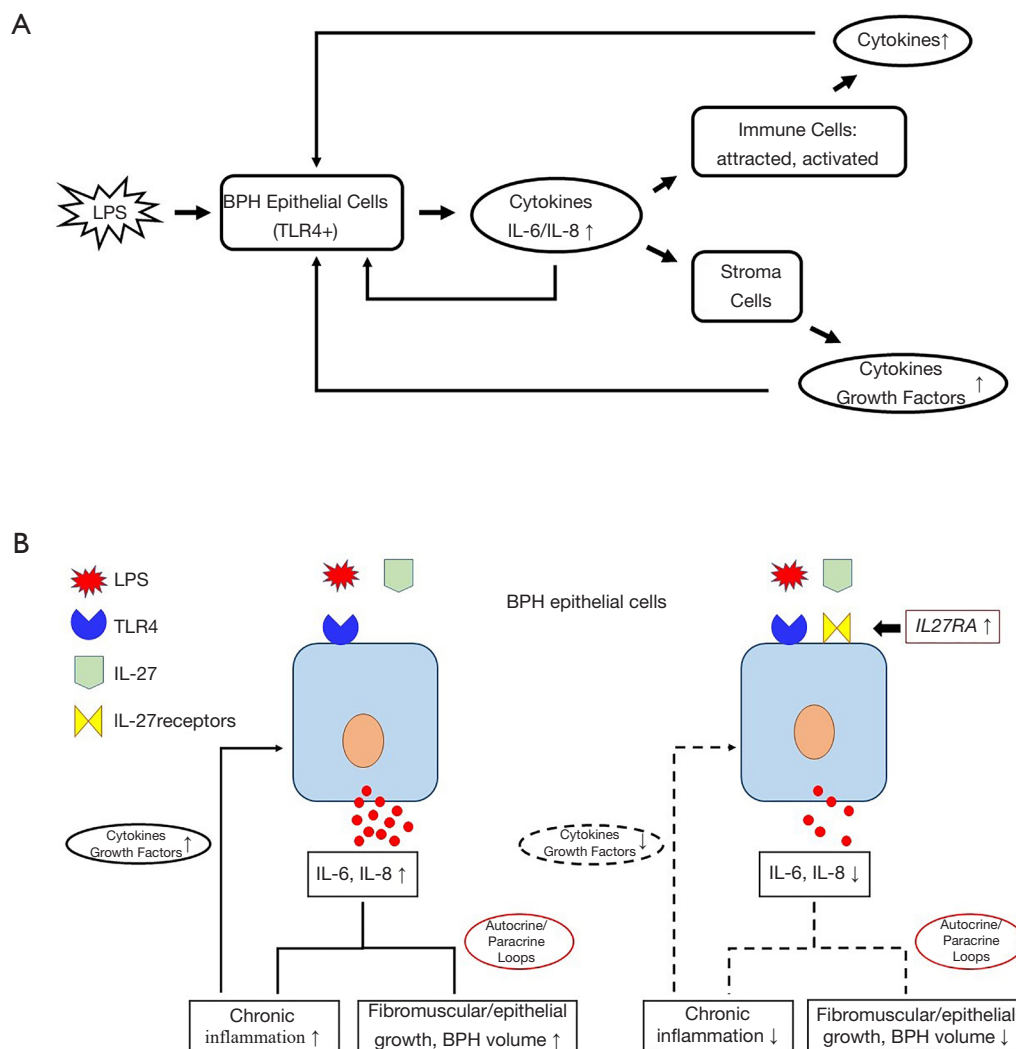 A
Cytokines↑
Immune Cells:
attracted, activated
LPS
BPH Epithelial Cells
(TLR4+)
Cytokines
IL-6/IL-8 ↑
Stroma
Cells
Cytokines
Growth Factors ↑
B
LPS
TLR4
IL-27
IL-27receptors
BPH epithelial cells
IL27RA ↑
Cytokines
Growth Factors ↑
IL-6, IL-8 ↑
Autocrine/
Paracrine
Loops
Chronic
inflammation ↑
Fibromuscular/epithelial
growth, BPH volume ↑
Cytokines
Growth Factors ↓
IL-6, IL-8 ↓
Autocrine/
Paracrine
Loops
Chronic
inflammation ↓
Fibromuscular/epithelial
growth, BPH volume ↓